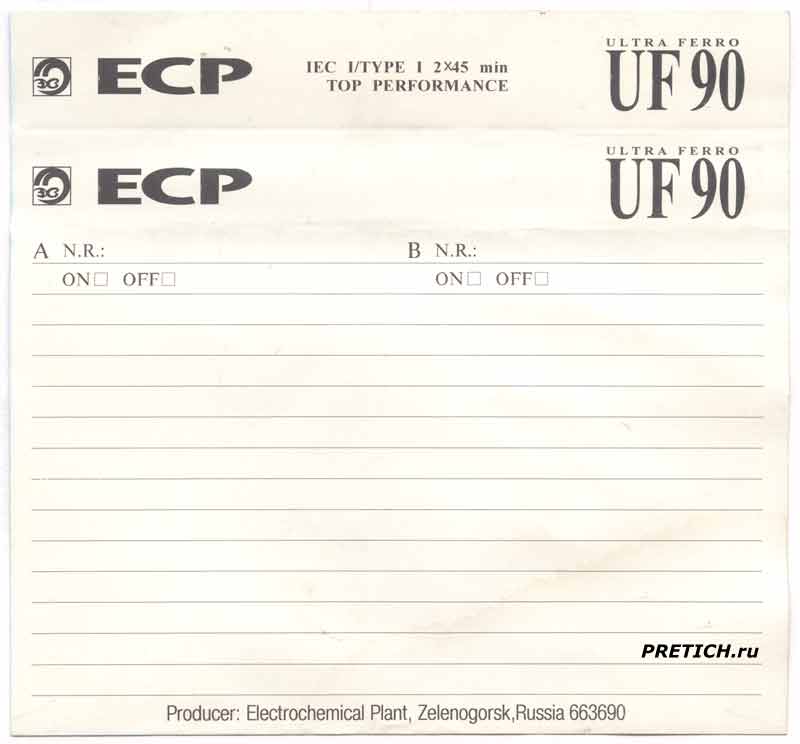 ECP IEC I/TYPE I 2×45 min ULTRA FERRO
TOP PERFORMANCE UF 90
ECP ULTRA FERRO
UF 90
A N.R.: B N.R.:
ON□ OFF□ ON□ OFF□
PRETICH.ru
Producer: Electrochemical Plant, Zelenogorsk,Russia 663690